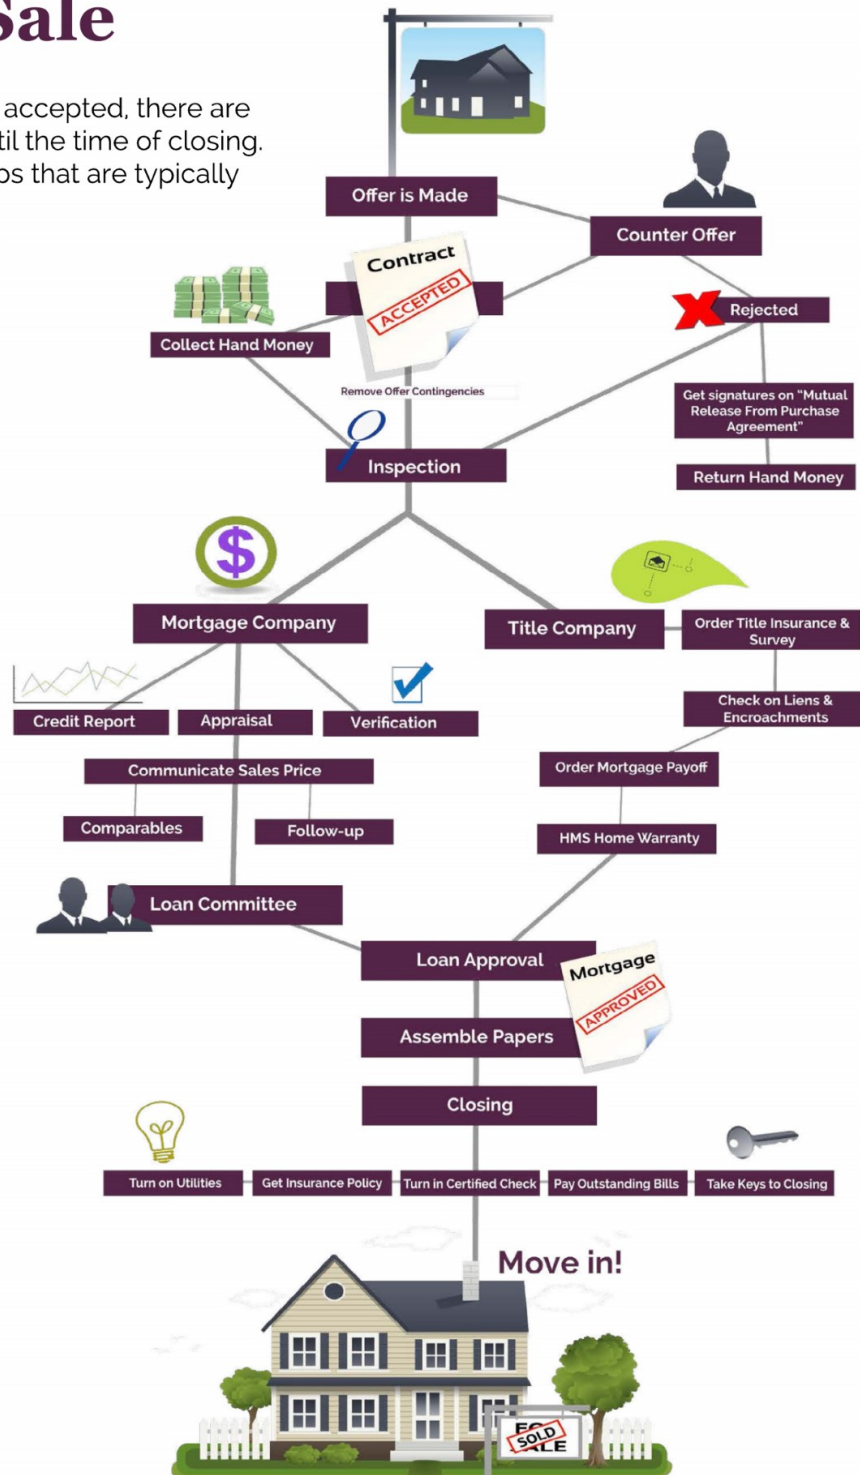 Sale
accepted, there are
til the time of closing.
ps that are typically
Offer is Made
Counter Offer
Contract
ACCEPTED
Rejected
Collect Hand Money
Remove Offer Contingencies
Get signatures on “Mutual
Release From Purchase
Agreement”
Inspection
Return Hand Money
$
Mortgage Company
Title Company
Order Title Insurance &
Survey
Credit Report
Appraisal
Verification
Check on Liens &
Encroachments
Communicate Sales Price
Order Mortgage Payoff
Comparables
Follow-up
HMS Home Warranty
Loan Committee
Loan Approval
Mortgage
APPROVED
Assemble Papers
Closing
Turn on Utilities
Get Insurance Policy
Turn in Certified Check
Pay Outstanding Bills
Take Keys to Closing
Move in!
SOLD